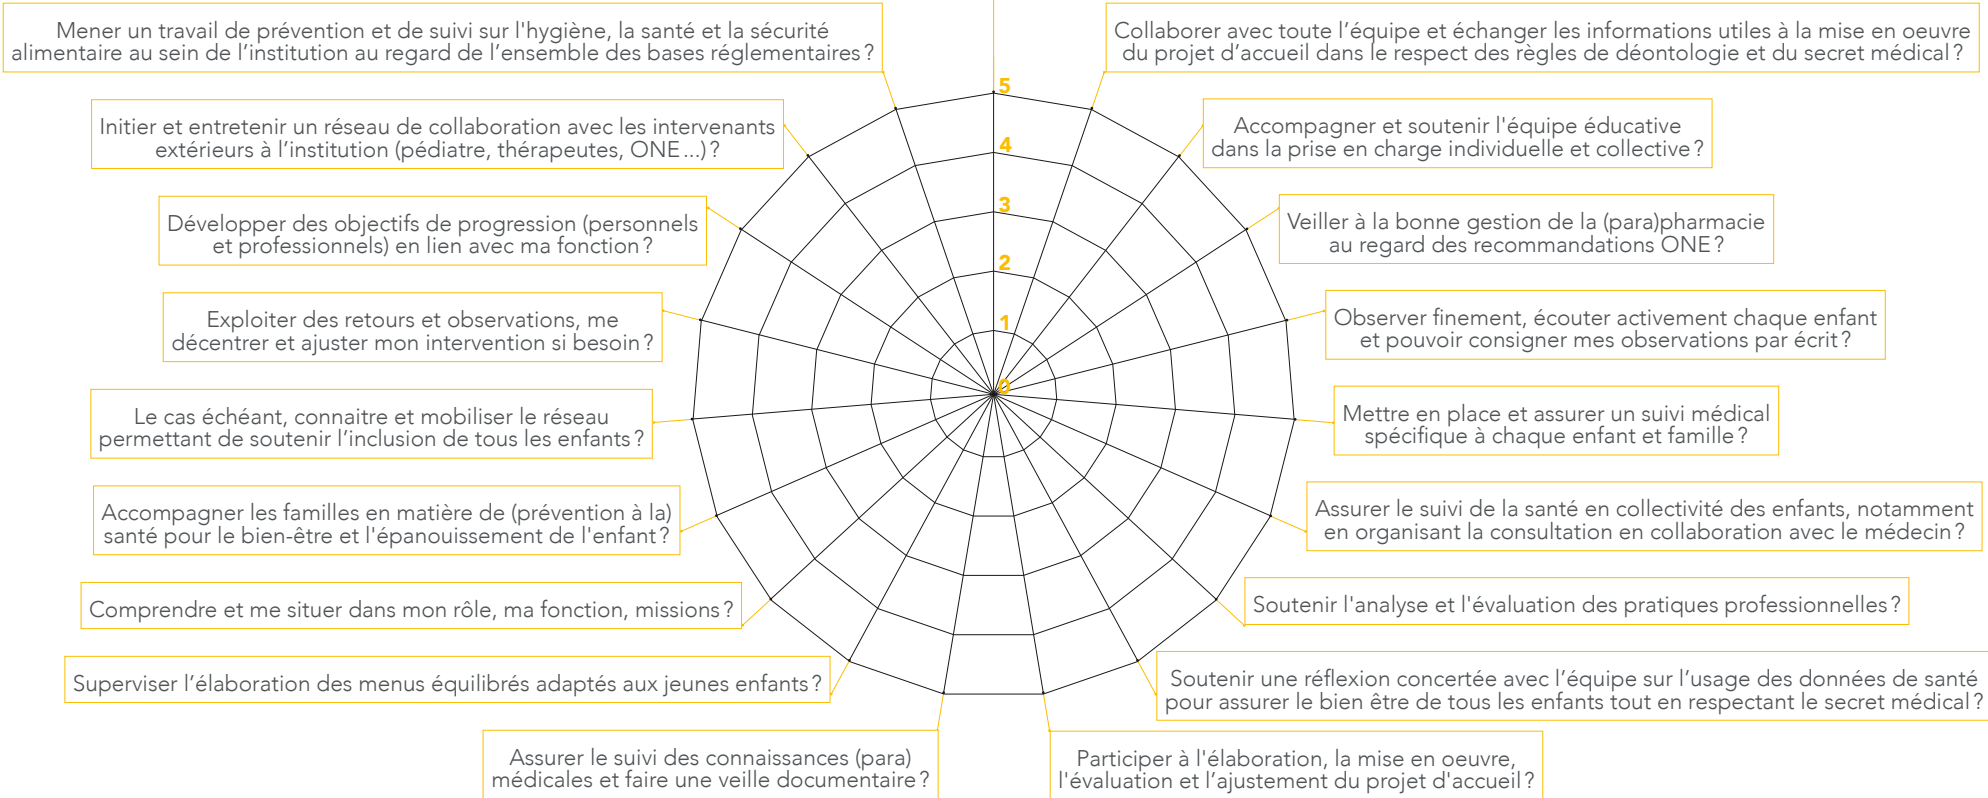 Mener un travail de prévention et de suivi sur l'hygiène, la santé et la sécurité
alimentaire au sein de l’institution au regard de l’ensemble des bases réglementaires ?
Collaborer avec toute l’équipe et échanger les informations utiles à la mise en oeuvre
du projet d’accueil dans le respect des règles de déontologie et du secret médical ?
Initier et entretenir un réseau de collaboration avec les intervenants
extérieurs à l’institution (pédiatre, thérapeutes, ONE ...) ?
Accompagner et soutenir l'équipe éducative
dans la prise en charge individuelle et collective ?
Développer des objectifs de progression (personnels
et professionnels) en lien avec ma fonction ?
Veiller à la bonne gestion de la (para)pharmacie
au regard des recommandations ONE ?
Exploiter des retours et observations, me
décentrer et ajuster mon intervention si besoin ?
Observer finement, écouter activement chaque enfant
et pouvoir consigner mes observations par écrit ?
Le cas échéant, connaitre et mobiliser le réseau
permettant de soutenir l’inclusion de tous les enfants ?
Mettre en place et assurer un suivi médical
spécifique à chaque enfant et famille ?
Accompagner les familles en matière de (prévention à la)
santé pour le bien-être et l'épanouissement de l'enfant ?
Assurer le suivi de la santé en collectivité des enfants, notamment
en organisant la consultation en collaboration avec le médecin ?
Comprendre et me situer dans mon rôle, ma fonction, missions ?
Soutenir l'analyse et l'évaluation des pratiques professionnelles ?
Superviser l’élaboration des menus équilibrés adaptés aux jeunes enfants ?
Soutenir une réflexion concertée avec l’équipe sur l’usage des données de santé
pour assurer le bien être de tous les enfants tout en respectant le secret médical ?
Assurer le suivi des connaissances (para)
médicales et faire une veille documentaire ?
Participer à l'élaboration, la mise en oeuvre,
l'évaluation et l’ajustement du projet d'accueil ?
5
4
3
2
1
0